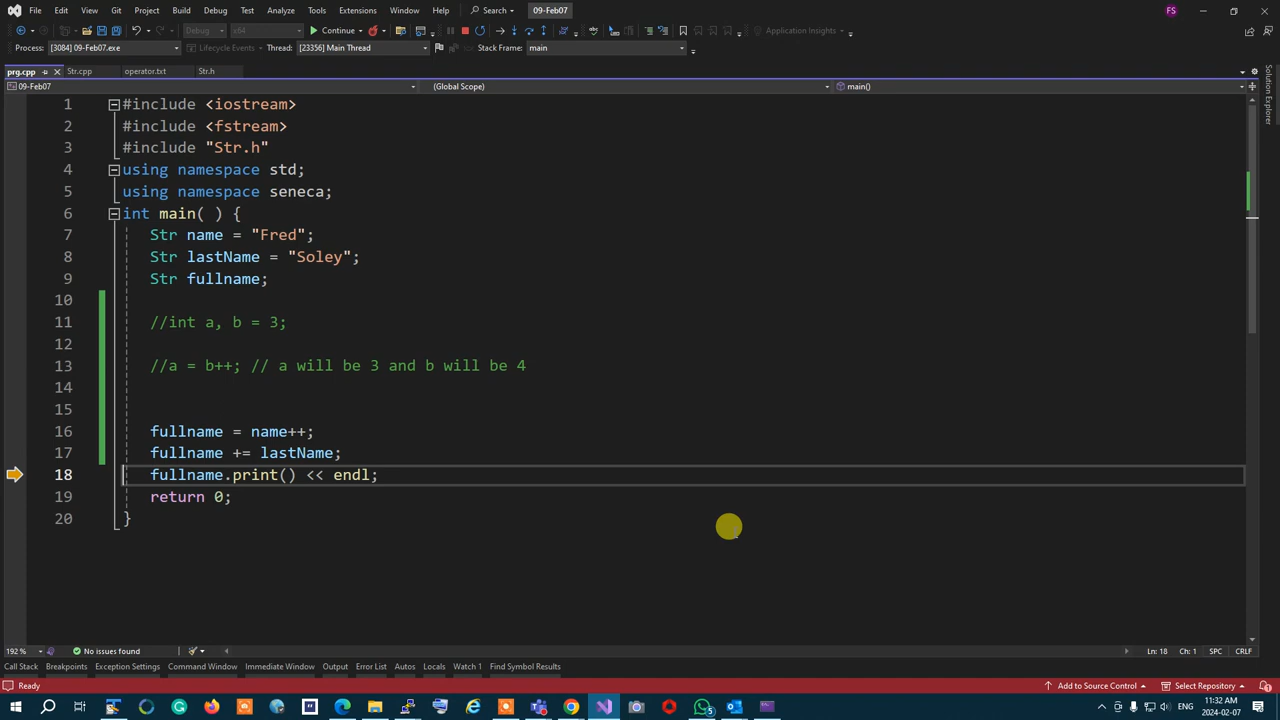 File Edit View Git Project Build Debug Test Analyze Tools Extensions Window Help Search 09-Feb07 FS
Debug x64 Continue Application Insights
Process: [3084] 09-Feb07.exe Lifecycle Events Thread: [23356] Main Thread Stack Frame: main
prg.cpp Str.cpp operator.txt Str.h
09-Feb07 (Global Scope) main()
Solution Explorer
1 #include <iostream>
2 #include <fstream>
3 #include "Str.h"
4 using namespace std;
5 using namespace seneca;
6 int main( ) {
7 Str name = "Fred";
8 Str lastName = "Soley";
9 Str fullname;
10
11 //int a, b = 3;
12
13 //a = b++; // a will be 3 and b will be 4
14
15
16 fullname = name++;
17 fullname += lastName;
18 fullname.print() << endl;
19 return 0;
20 }
192 % No issues found Ln: 18 Ch: 1 SPC CRLF
Call Stack Breakpoints Exception Settings Command Window Immediate Window Output Error List Autos Locals Watch 1 Find Symbol Results
Ready Add to Source Control Select Repository
11:32 AM
2024-02-07